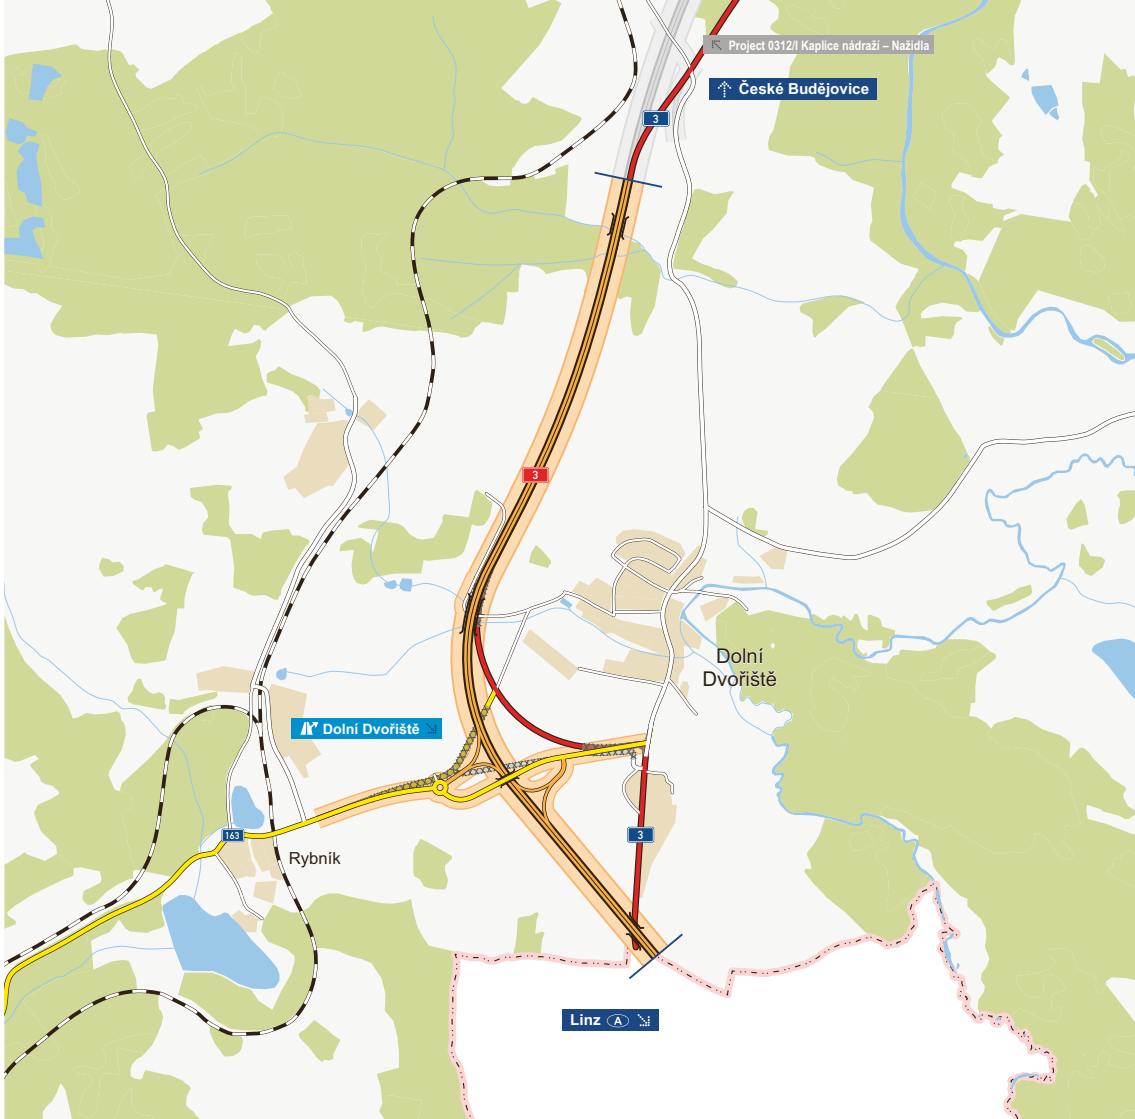 Project 0312/I Kaplice nádraží – Nažidla
České Budějovice
3
3
Dolní
Dvořiště
Dolní Dvořiště
3
163
Rybník
Linz A